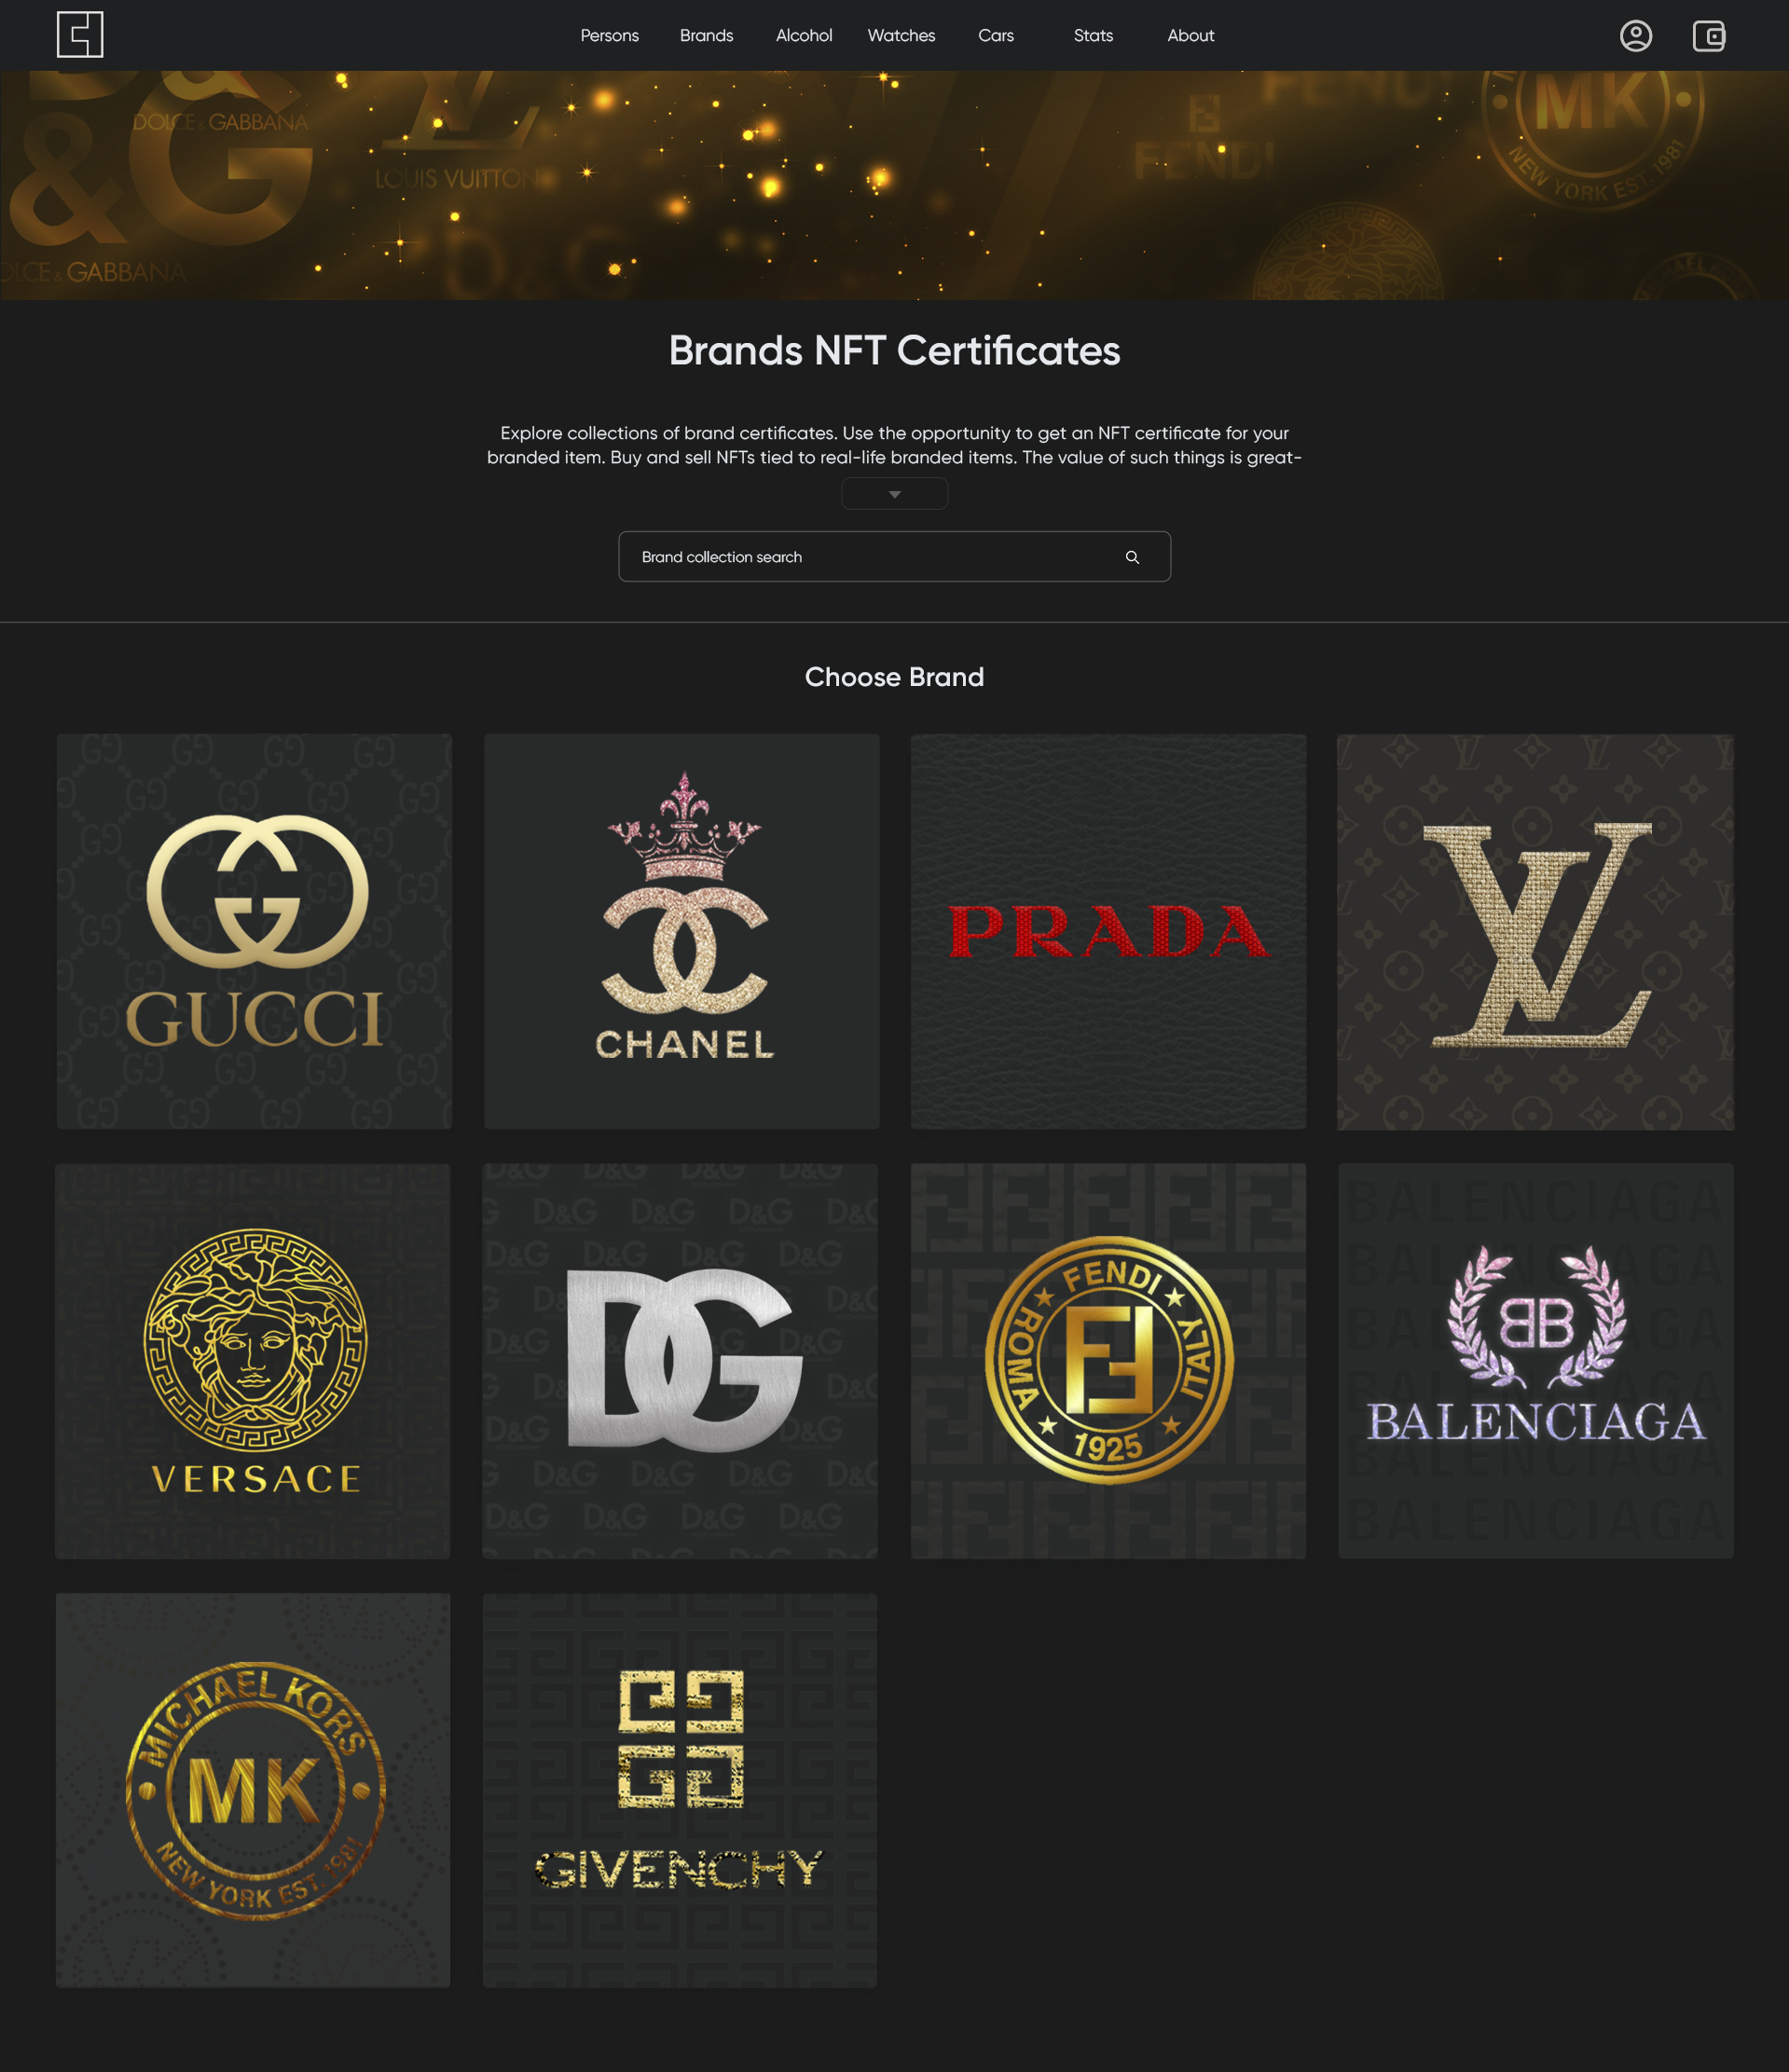 Persons Brands Alcohol Watches Cars Stats About
D&
DOLCE & GABBANA
&G
LOUIS VUITTON
FENDI
FENDI
MK
NEW YORK EST. 1981
D G
GABBANA
Brands NFT Certificates
Explore collections of brand certificates. Use the opportunity to get an NFT certificate for your
branded item. Buy and sell NFTs tied to real-life branded items. The value of such things is great-
Brand collection search
Choose Brand
GUCCI
CHANEL
PRADA
LV
VERSACE
DG
FENDI
ROMA
ITALY
1925
BB
BALENCIAGA
MICHAEL KORS
MK
NEW YORK EST. 1981
GIVENCHY